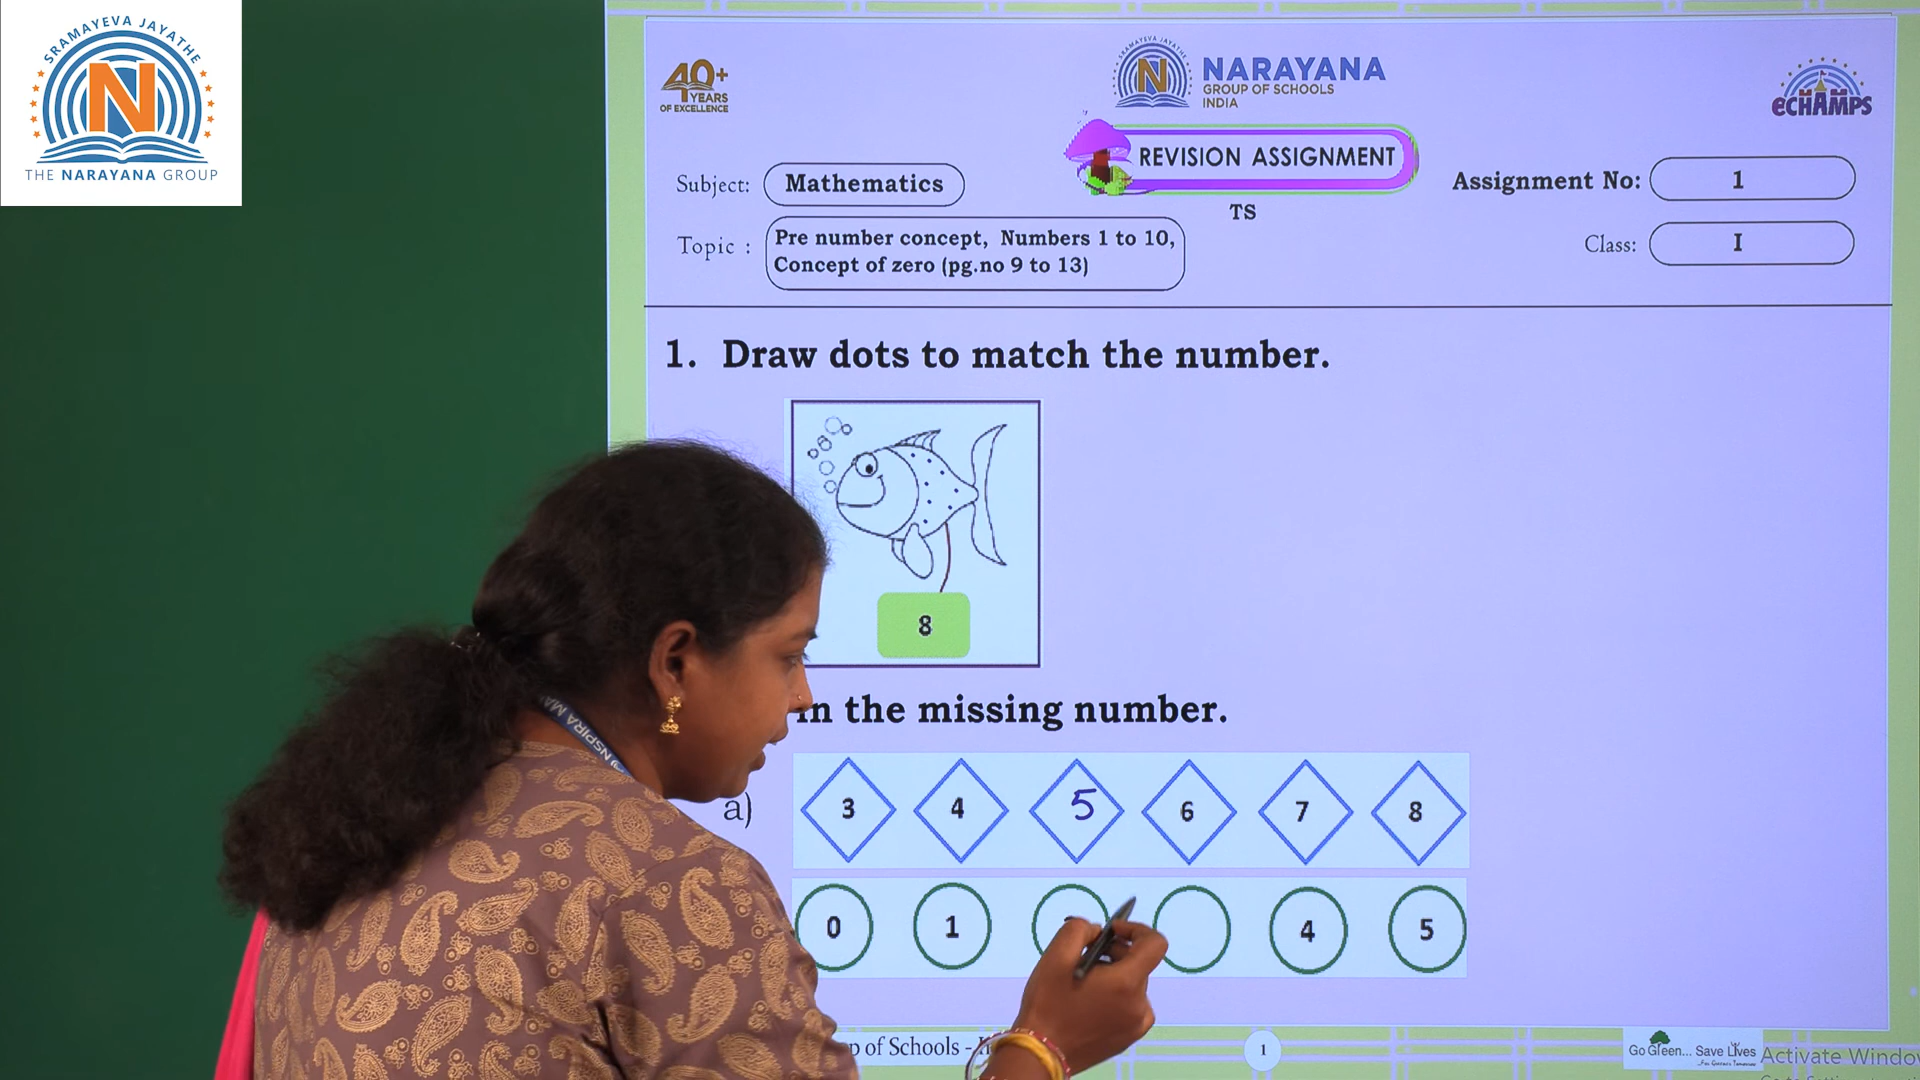 SRAMAYEVA JAYATHE
N
THE NARAYANA GROUP
40+
YEARS
OF EXCELLENCE
SRAMAYEVA JAYATHE
N
NARAYANA
GROUP OF SCHOOLS
INDIA
eCHAMPS
REVISION ASSIGNMENT
TS
Subject: Mathematics
Assignment No: 1
Topic : Pre number concept, Numbers 1 to 10,
Concept of zero (pg.no 9 to 13)
Class: I
1. Draw dots to match the number.
8
in the missing number.
a) 3 4 5 6 7 8
0 1 4 5
p of Schools -
1
Go Green... Save Lives
Activate Windo